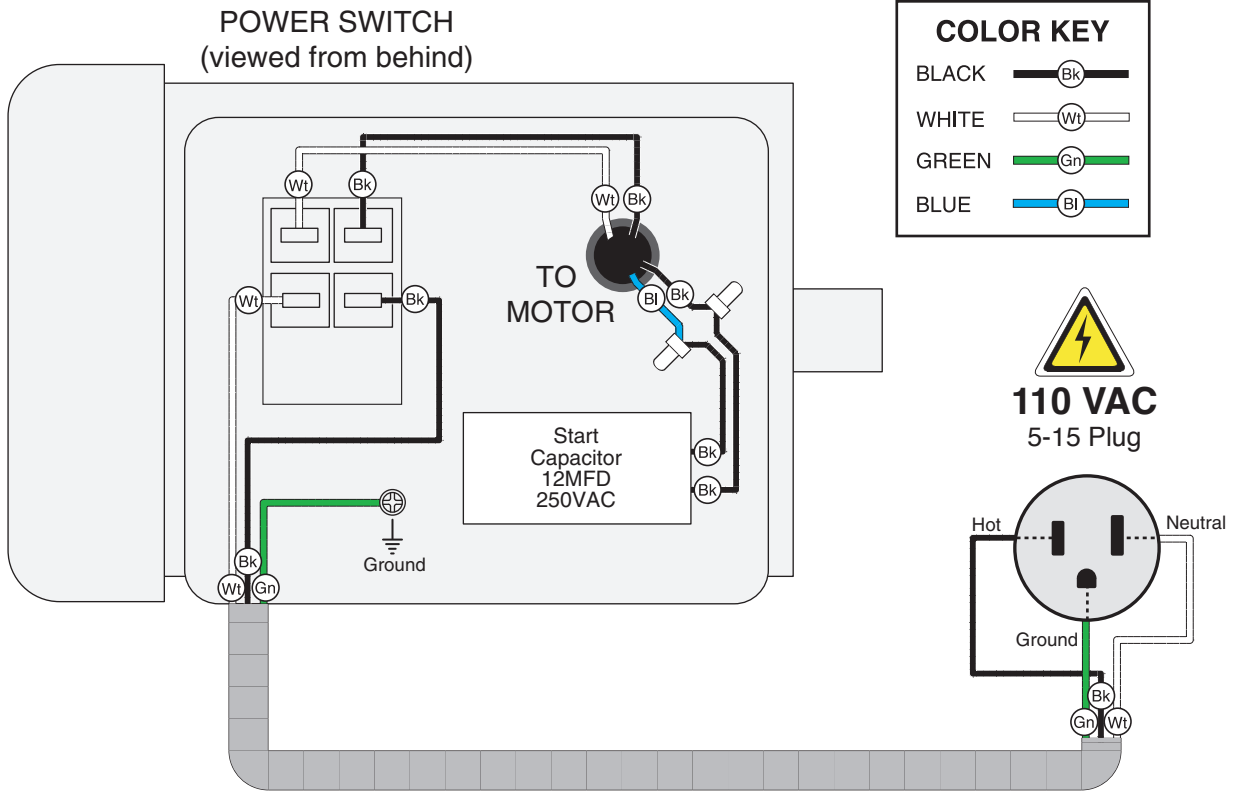 POWER SWITCH
(viewed from behind)
COLOR KEY
BLACK Bk
WHITE Wt
GREEN Gn
BLUE Bl
Wt
Bk
Wt
Bk
Wt
Bk
TO
MOTOR
Bl
Bk
Start
Capacitor
12MFD
250VAC
Bk
Bk
Ground
Bk
Wt
Gn
110 VAC
5-15 Plug
Hot
Neutral
Ground
Bk
Gn
Wt